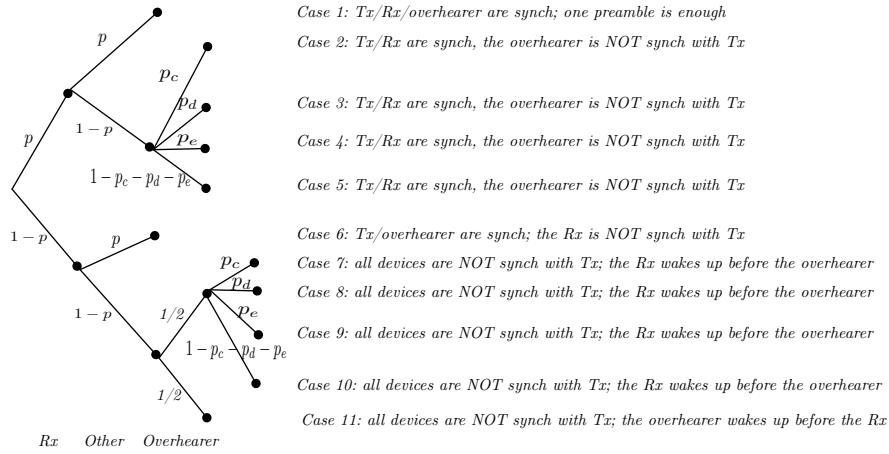 Case 1: Tx/Rx/overhearer are synch; one preamble is enough
p
Case 2: Tx/Rx are synch, the overhearer is NOT synch with Tx
p_c
p_d
Case 3: Tx/Rx are synch, the overhearer is NOT synch with Tx
p
1 − p
p_e
Case 4: Tx/Rx are synch, the overhearer is NOT synch with Tx
1 − p_c − p_d − p_e
Case 5: Tx/Rx are synch, the overhearer is NOT synch with Tx
1 − p
p
Case 6: Tx/overhearer are synch; the Rx is NOT synch with Tx
p_c
Case 7: all devices are NOT synch with Tx; the Rx wakes up before the overhearer
p_d
Case 8: all devices are NOT synch with Tx; the Rx wakes up before the overhearer
1 − p
1/2
p_e
Case 9: all devices are NOT synch with Tx; the Rx wakes up before the overhearer
1 − p_c − p_d − p_e
Case 10: all devices are NOT synch with Tx; the Rx wakes up before the overhearer
1/2
Case 11: all devices are NOT synch with Tx; the overhearer wakes up before the Rx
Rx Other Overhearer